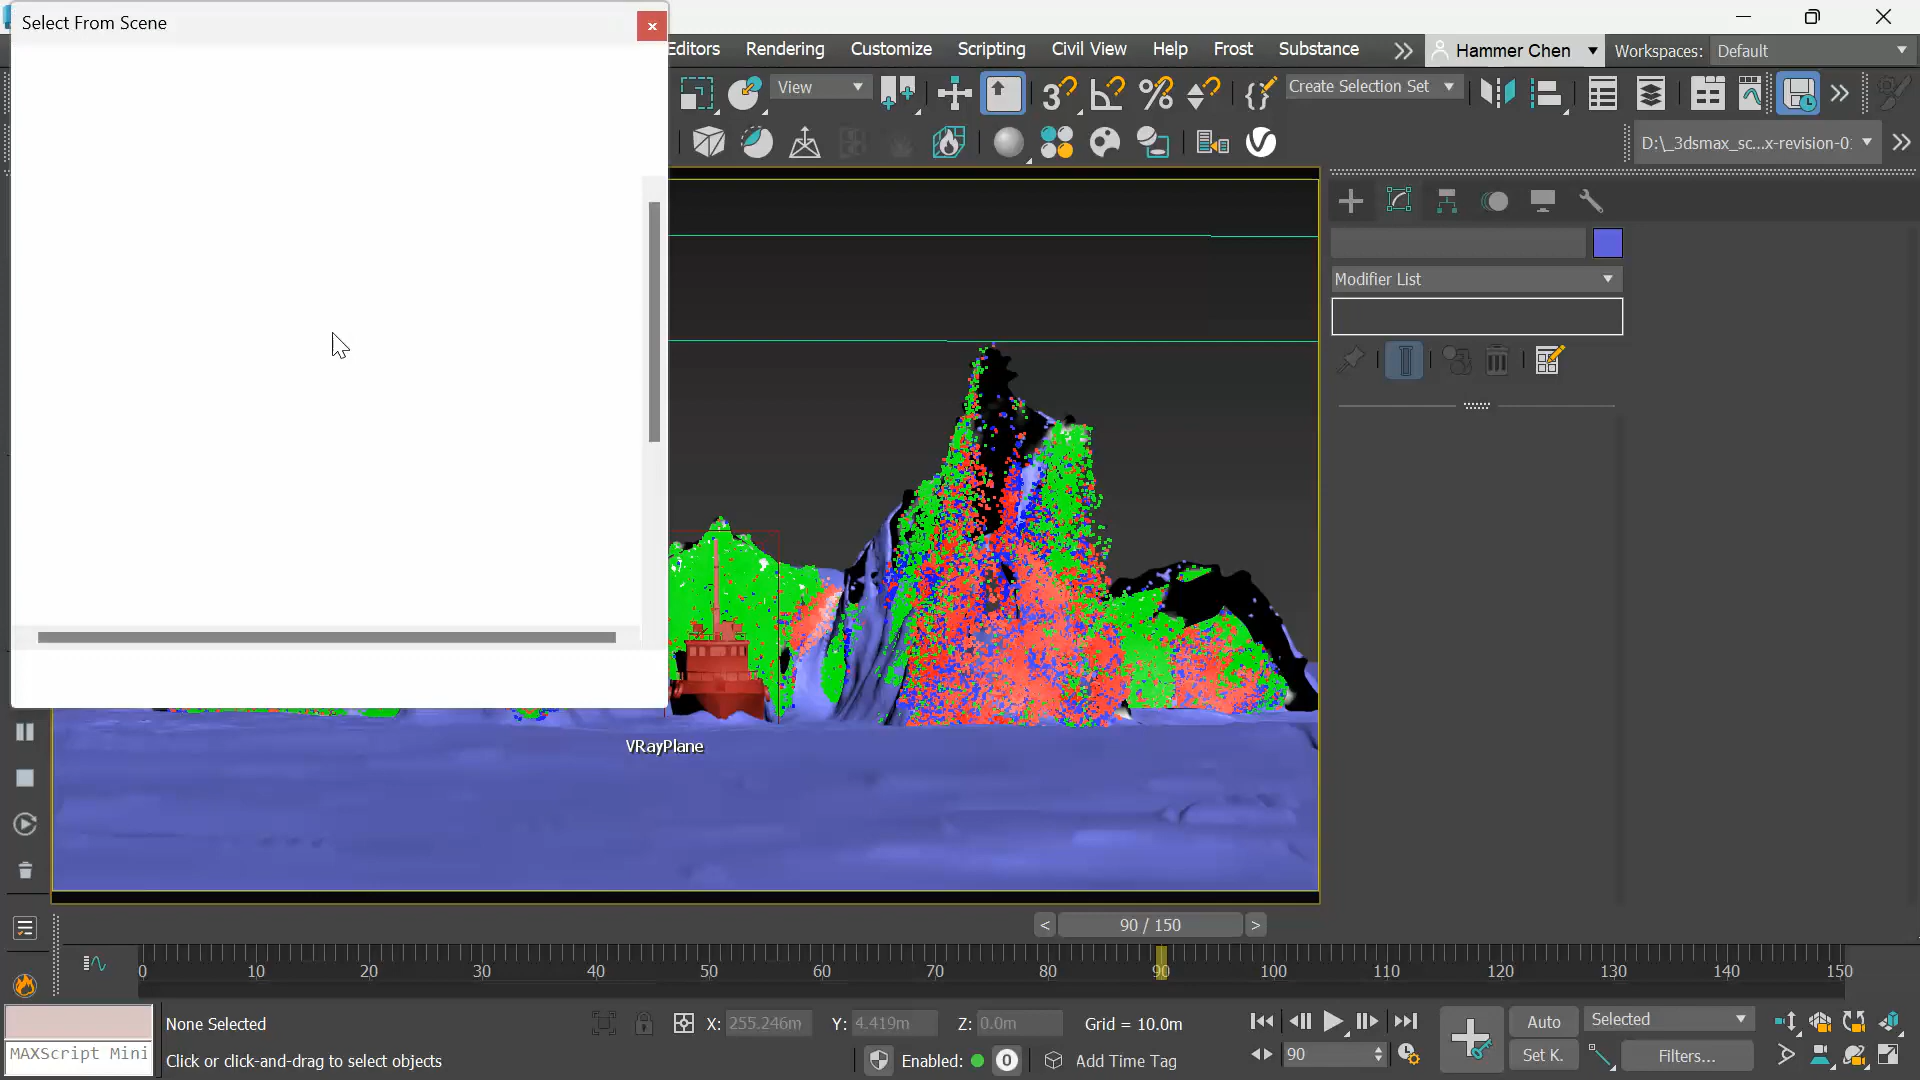 Select From Scene
Editors Rendering Customize Scripting Civil View Help Frost Substance
Hammer Chen
Workspaces: Default
View
3
Create Selection Set
D:\_3dsmax_sc...x-revision-0
Modifier List
VRayPlane
< 90 / 150 >
0 10 20 30 40 50 60 70 80 90 100 110 120 130 140 150
None Selected
X: 255.246m Y: 4.419m Z: 0.0m Grid = 10.0m
Auto Selected
MAXScript Mini
Click or click-and-drag to select objects
Enabled: 0 Add Time Tag
90
Set K. Filters...